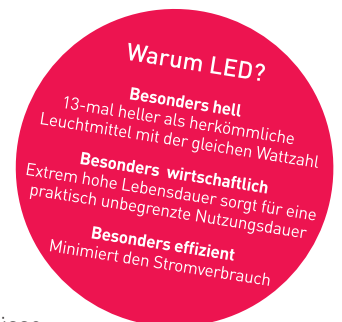 Warum LED?
Besonders hell
13-mal heller als herkömmliche
Leuchtmittel mit der gleichen Wattzahl
Besonders wirtschaftlich
Extrem hohe Lebensdauer sorgt für eine
praktisch unbegrenzte Nutzungsdauer
Besonders effizient
Minimiert den Stromverbrauch